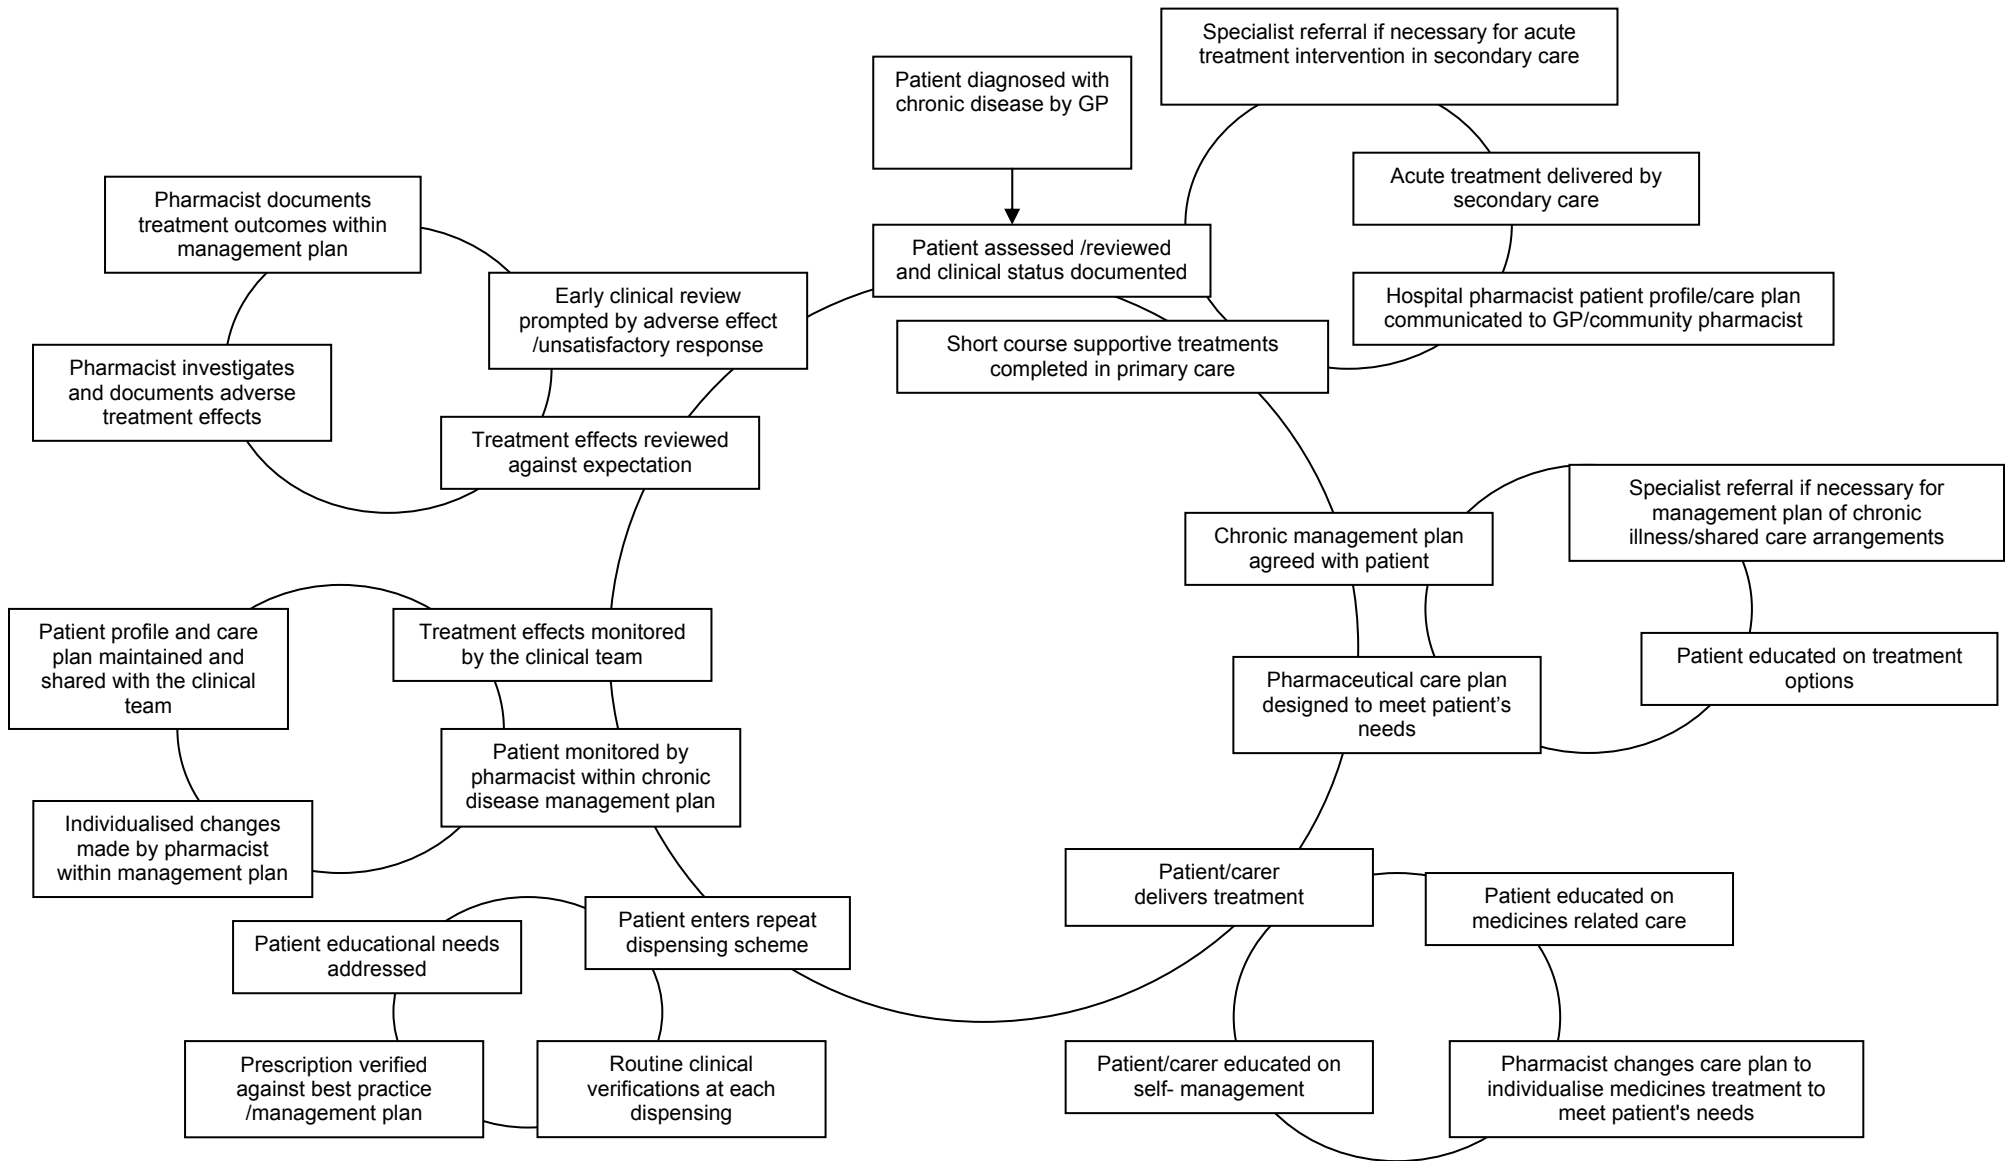 Specialist referral if necessary for acute
treatment intervention in secondary care
Patient diagnosed with
chronic disease by GP
Acute treatment delivered by
secondary care
Pharmacist documents
treatment outcomes within
management plan
Patient assessed /reviewed
and clinical status documented
Early clinical review
prompted by adverse effect
/unsatisfactory response
Hospital pharmacist patient profile/care plan
communicated to GP/community pharmacist
Short course supportive treatments
completed in primary care
Pharmacist investigates
and documents adverse
treatment effects
Treatment effects reviewed
against expectation
Specialist referral if necessary for
management plan of chronic
illness/shared care arrangements
Chronic management plan
agreed with patient
Patient profile and care
plan maintained and
shared with the clinical
team
Treatment effects monitored
by the clinical team
Patient educated on treatment
options
Pharmaceutical care plan
designed to meet patient’s
needs
Patient monitored by
pharmacist within chronic
disease management plan
Individualised changes
made by pharmacist
within management plan
Patient/carer
delivers treatment
Patient educated on
medicines related care
Patient enters repeat
dispensing scheme
Patient educational needs
addressed
Prescription verified
against best practice
/management plan
Routine clinical
verifications at each
dispensing
Patient/carer educated on
self- management
Pharmacist changes care plan to
individualise medicines treatment to
meet patient's needs